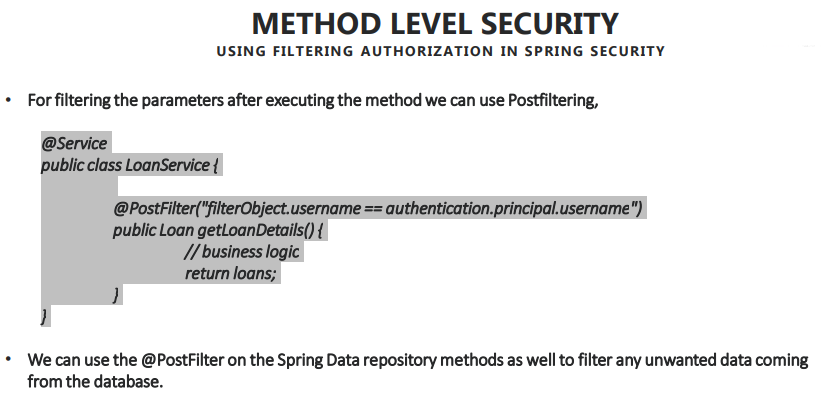 METHOD LEVEL SECURITY
USING FILTERING AUTHORIZATION IN SPRING SECURITY
• For filtering the parameters after executing the method we can use Postfiltering,
@Service
public class LoanService {
@PostFilter("filterObject.username == authentication.principal.username")
public Loan getLoanDetails() {
// business logic
return loans;
}
}
• We can use the @PostFilter on the Spring Data repository methods as well to filter any unwanted data coming
from the database.